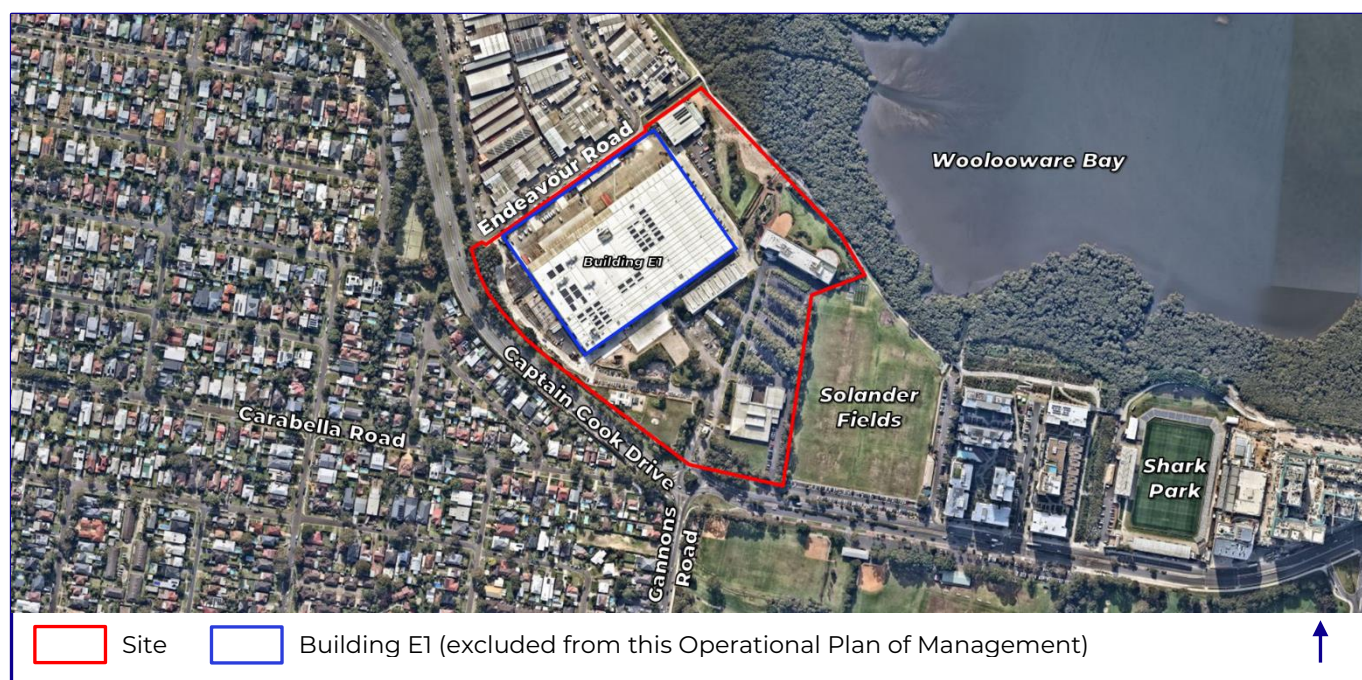 Woolooware Bay
Endeavour Road
Building E1
Captain Cook Drive
Carabella Road
Solander
Fields
Shark
Park
Gannons
Road
Site
Building E1 (excluded from this Operational Plan of Management)